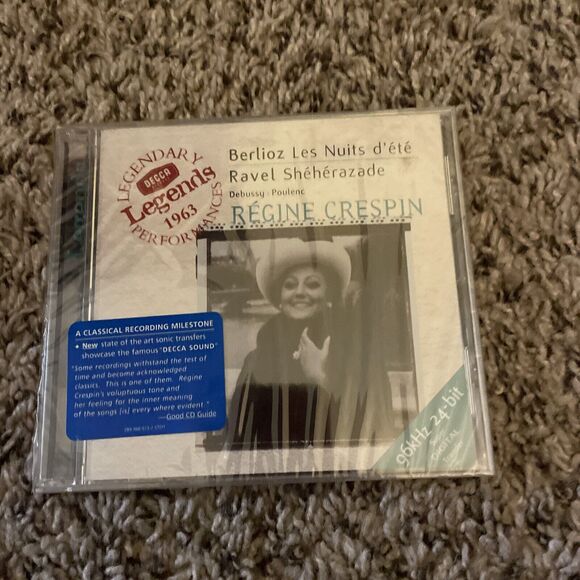 LEGENDARY
PERFORMANCES
DECCA
Legends
1963
Berlioz Les Nuits d'été
Ravel Shéhérazade
Debussy · Poulenc
RÉGINE CRESPIN
A CLASSICAL RECORDING MILESTONE
• New state of the art sonic transfers
showcase the famous "DECCA SOUND"
"Some recordings withstand the test of
time and become acknowledged
classics. This is one of them. Régine
Crespin's voluptuous tone and
her feeling for the inner meaning
of the songs [is] every where evident."
—Good CD Guide
96kHz 24-bit
DIGITAL